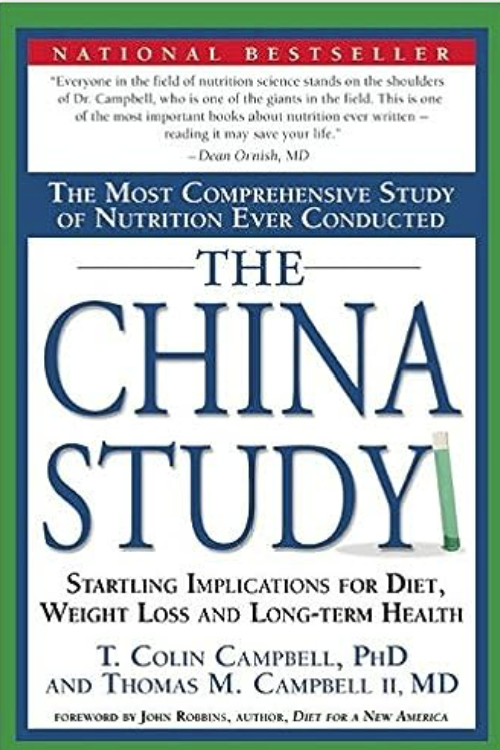 NATIONAL BESTSELLER
"Everyone in the field of nutrition science stands on the shoulders
of Dr. Campbell, who is one of the giants in the field. This is one
of the most important books about nutrition ever written –
reading it may save your life."
– Dean Ornish, MD
THE MOST COMPREHENSIVE STUDY
OF NUTRITION EVER CONDUCTED
THE
CHINA
STUDY
STARTLING IMPLICATIONS FOR DIET,
WEIGHT LOSS AND LONG-TERM HEALTH
T. COLIN CAMPBELL, PHD
AND THOMAS M. CAMPBELL II, MD
FOREWORD BY JOHN ROBBINS, AUTHOR, DIET FOR A NEW AMERICA